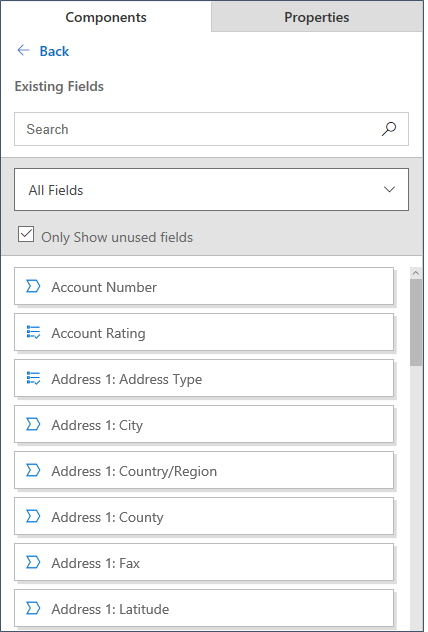 Components Properties
Back
Existing Fields
Search
All Fields
Only Show unused fields
Account Number
Account Rating
Address 1: Address Type
Address 1: City
Address 1: Country/Region
Address 1: County
Address 1: Fax
Address 1: Latitude